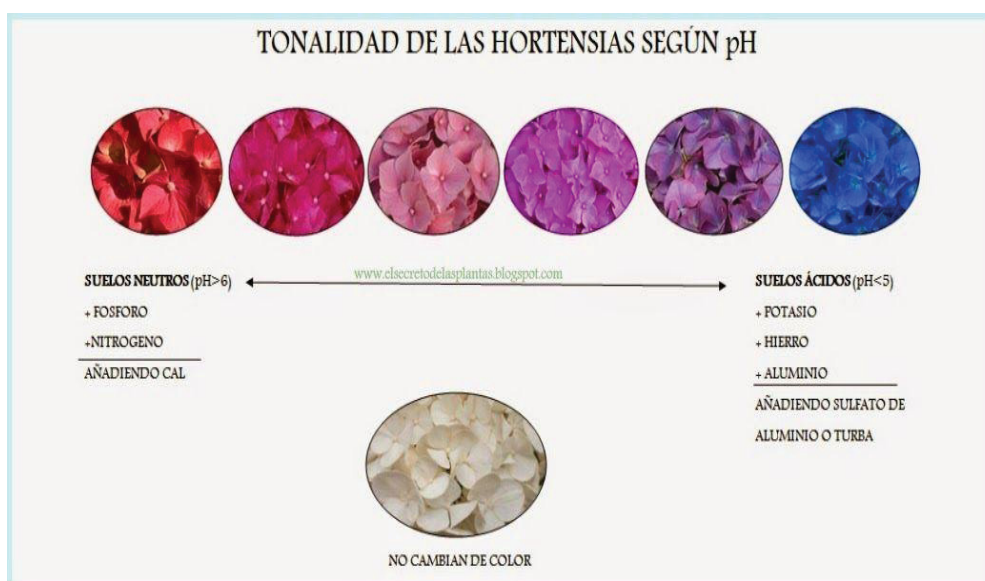 TONALIDAD DE LAS HORTENSIAS SEGÚN pH
www.elsecretodelasplantas.blogspot.com
SUELOS NEUTROS (pH>6)
+ FOSFORO
+NITROGENO
AÑADIENDO CAL
SUELOS ÁCIDOS (pH<5)
+ POTASIO
+ HIERRO
+ ALUMINIO
AÑADIENDO SULFATO DE
ALUMINIO O TURBA
NO CAMBIAN DE COLOR